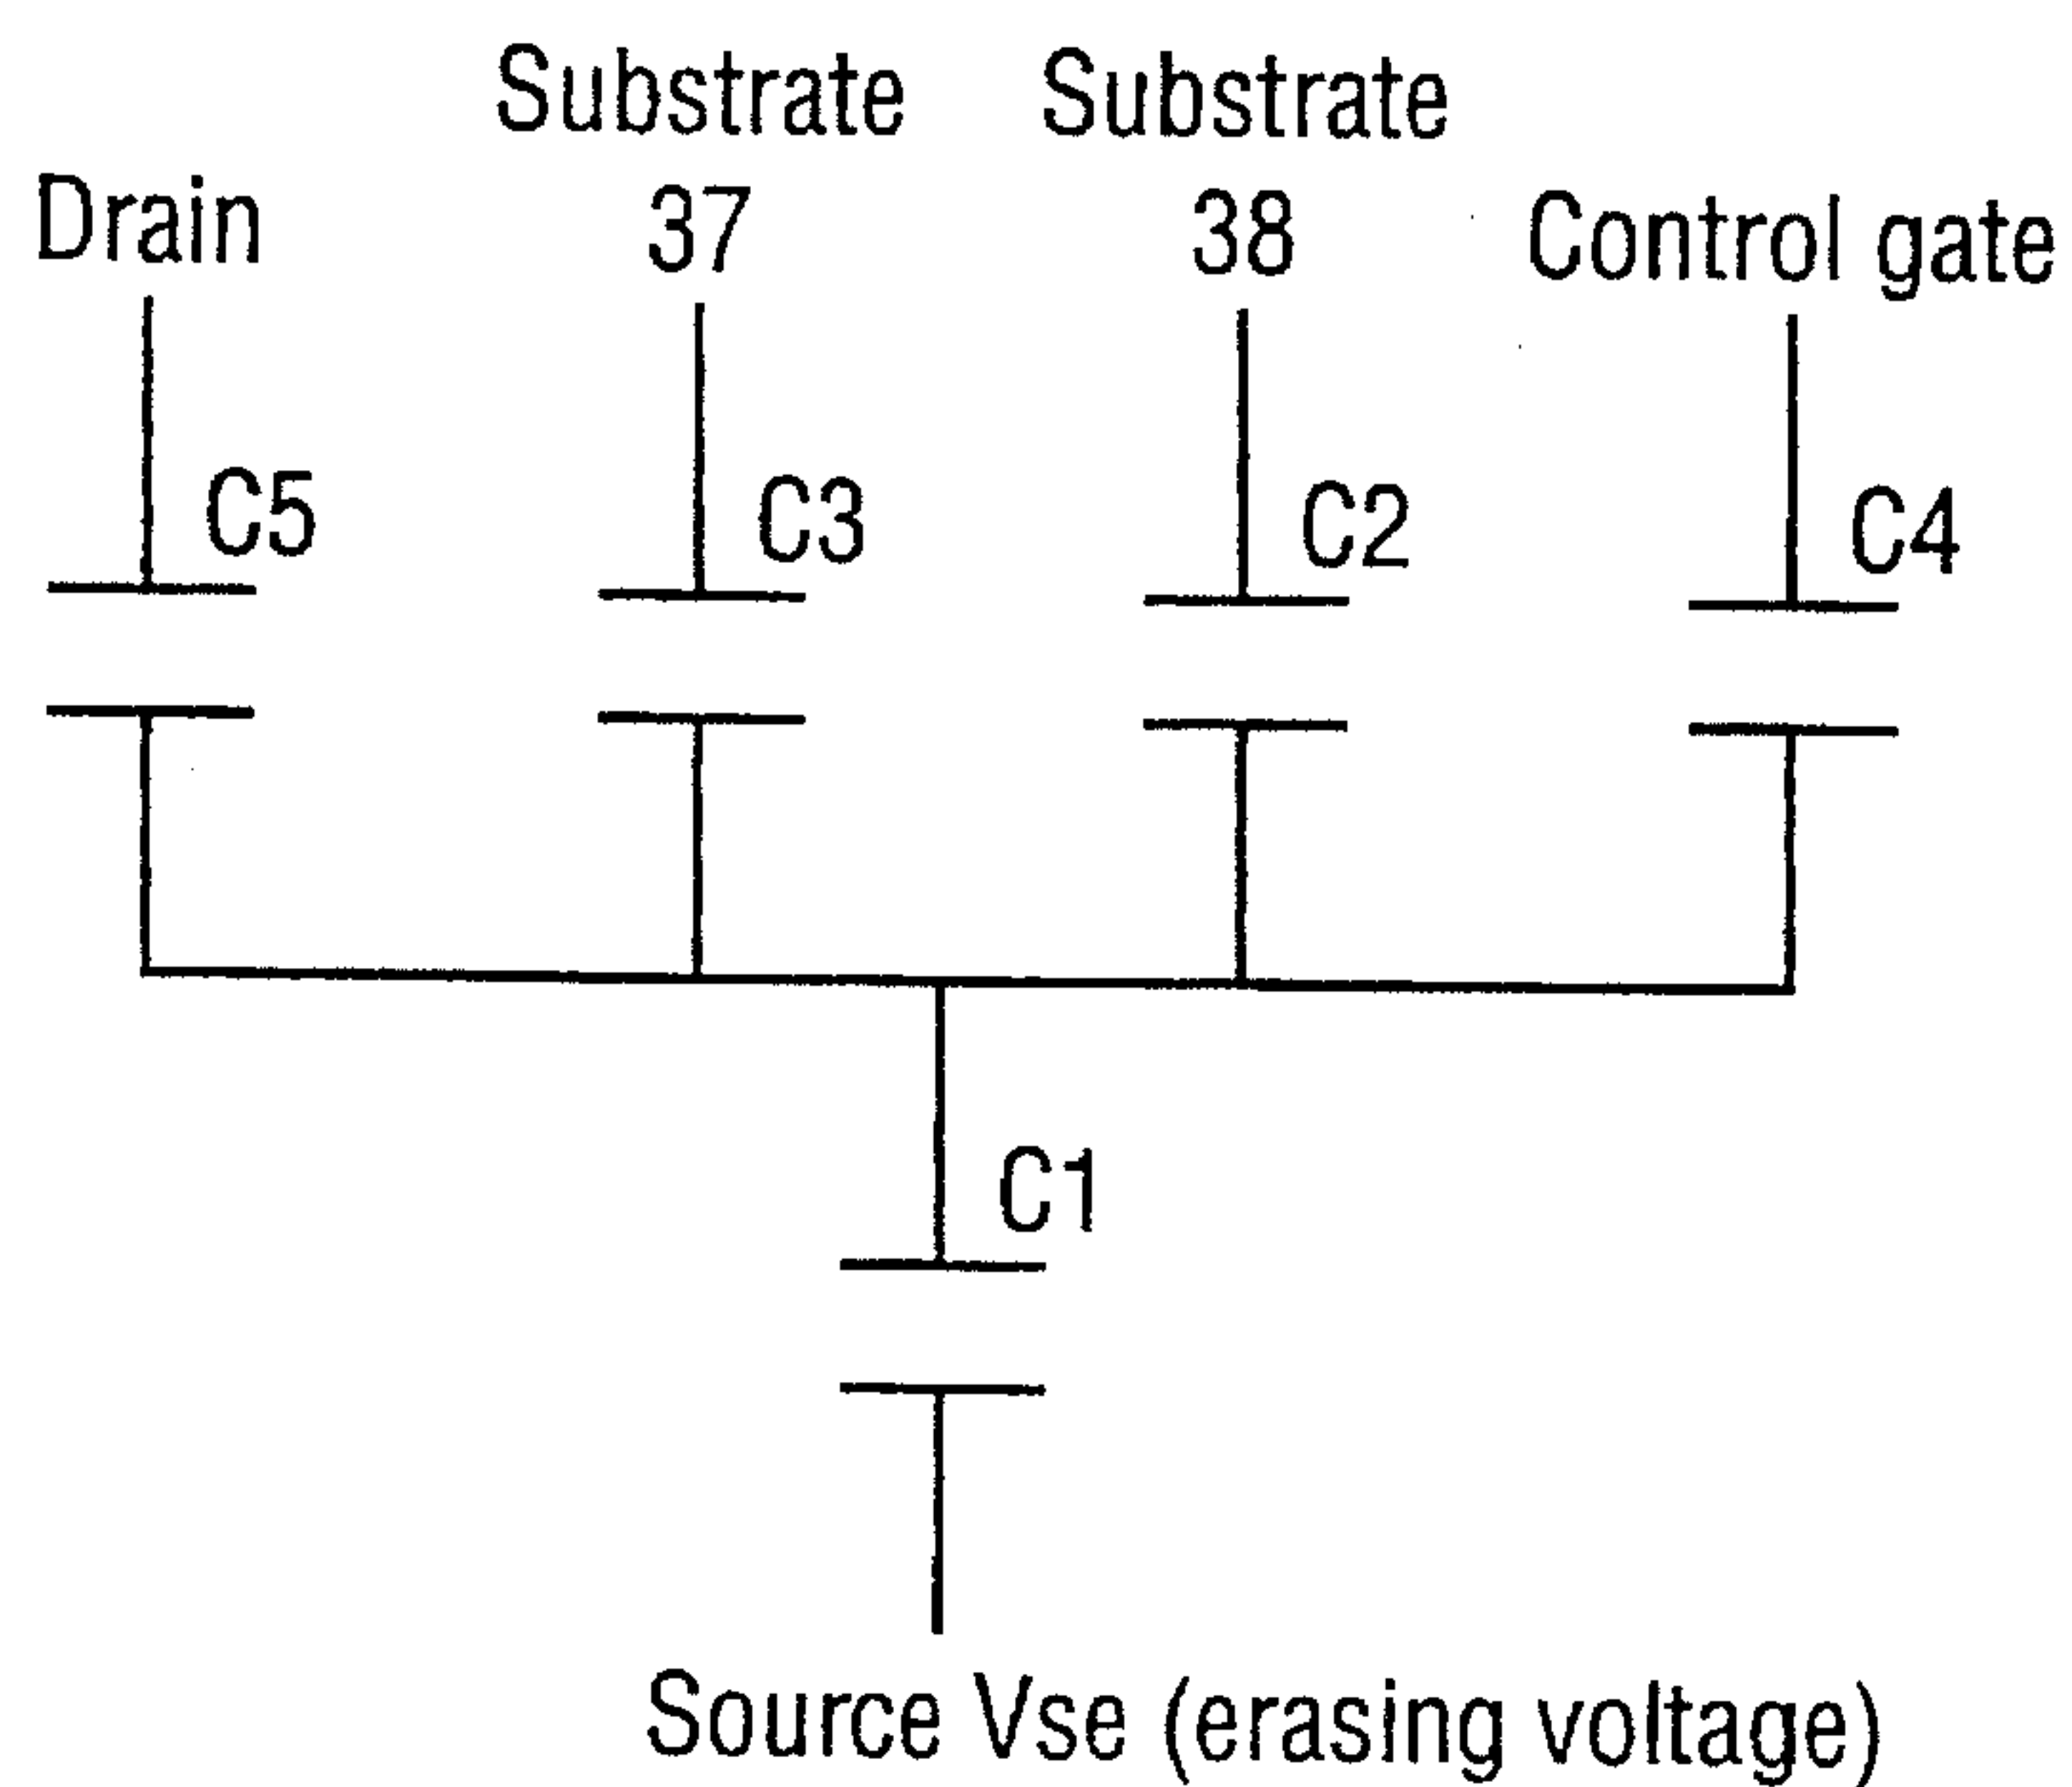 Drain
Substrate
37
Substrate
38
Control gate
C5
C3
C2
C4
C1
Source Vse (erasing voltage)